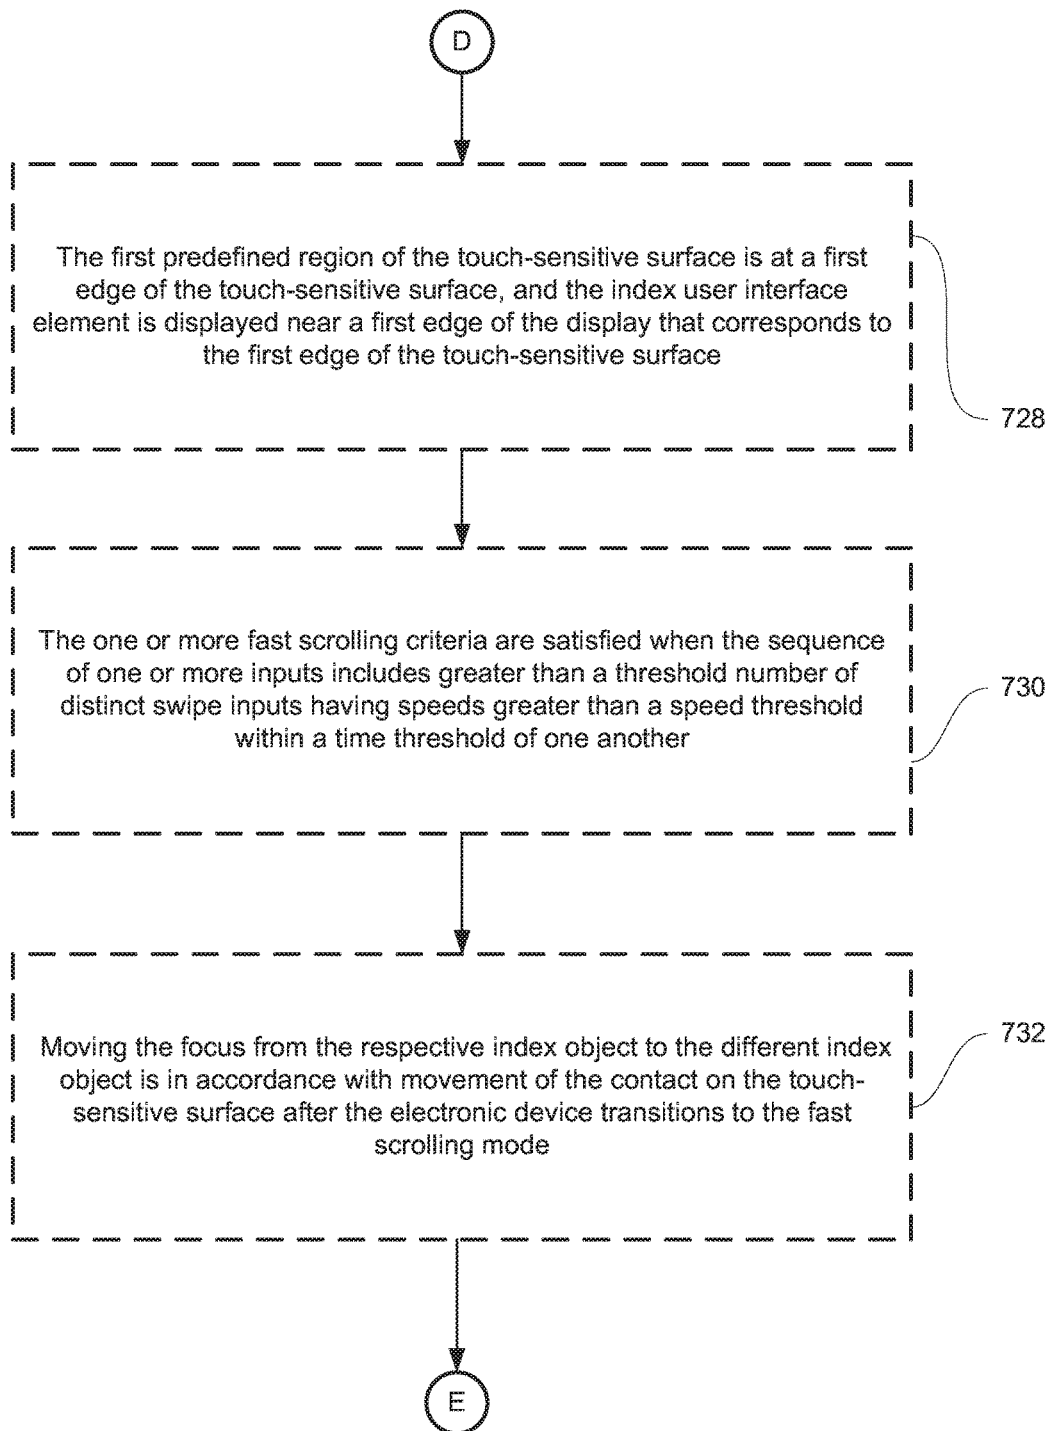 D
The first predefined region of the touch-sensitive surface is at a first
edge of the touch-sensitive surface, and the index user interface
element is displayed near a first edge of the display that corresponds to
the first edge of the touch-sensitive surface
728
The one or more fast scrolling criteria are satisfied when the sequence
of one or more inputs includes greater than a threshold number of
distinct swipe inputs having speeds greater than a speed threshold
within a time threshold of one another
730
Moving the focus from the respective index object to the different index
object is in accordance with movement of the contact on the touch-
sensitive surface after the electronic device transitions to the fast
scrolling mode
732
E